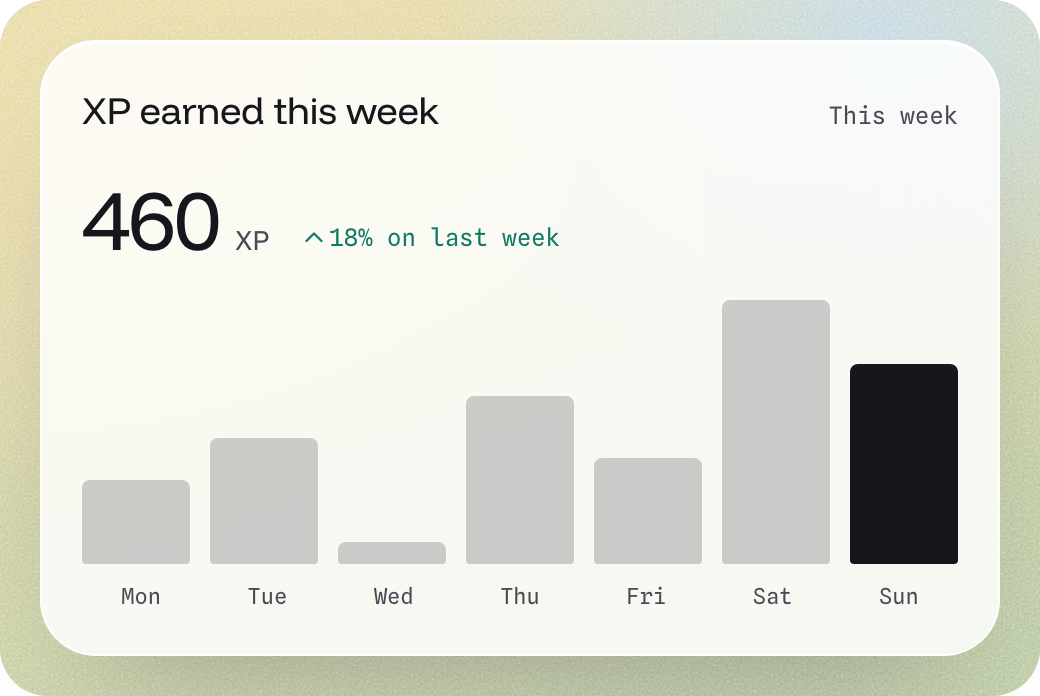 XP earned this week
This week
460 XP 18% on last week
Mon Tue Wed Thu Fri Sat Sun